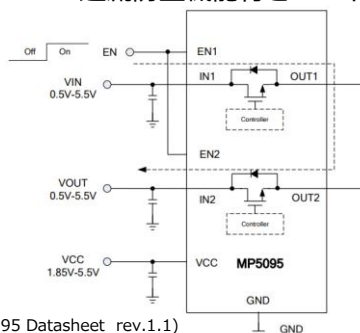 Off
On
EN
EN1
VIN
0.5V-5.5V
IN1
OUT1
Controller
EN2
VOUT
0.5V-5.5V
IN2
OUT2
Controller
VCC
1.85V-5.5V
VCC
MP5095
GND
GND
95 Datasheet rev.1.1)